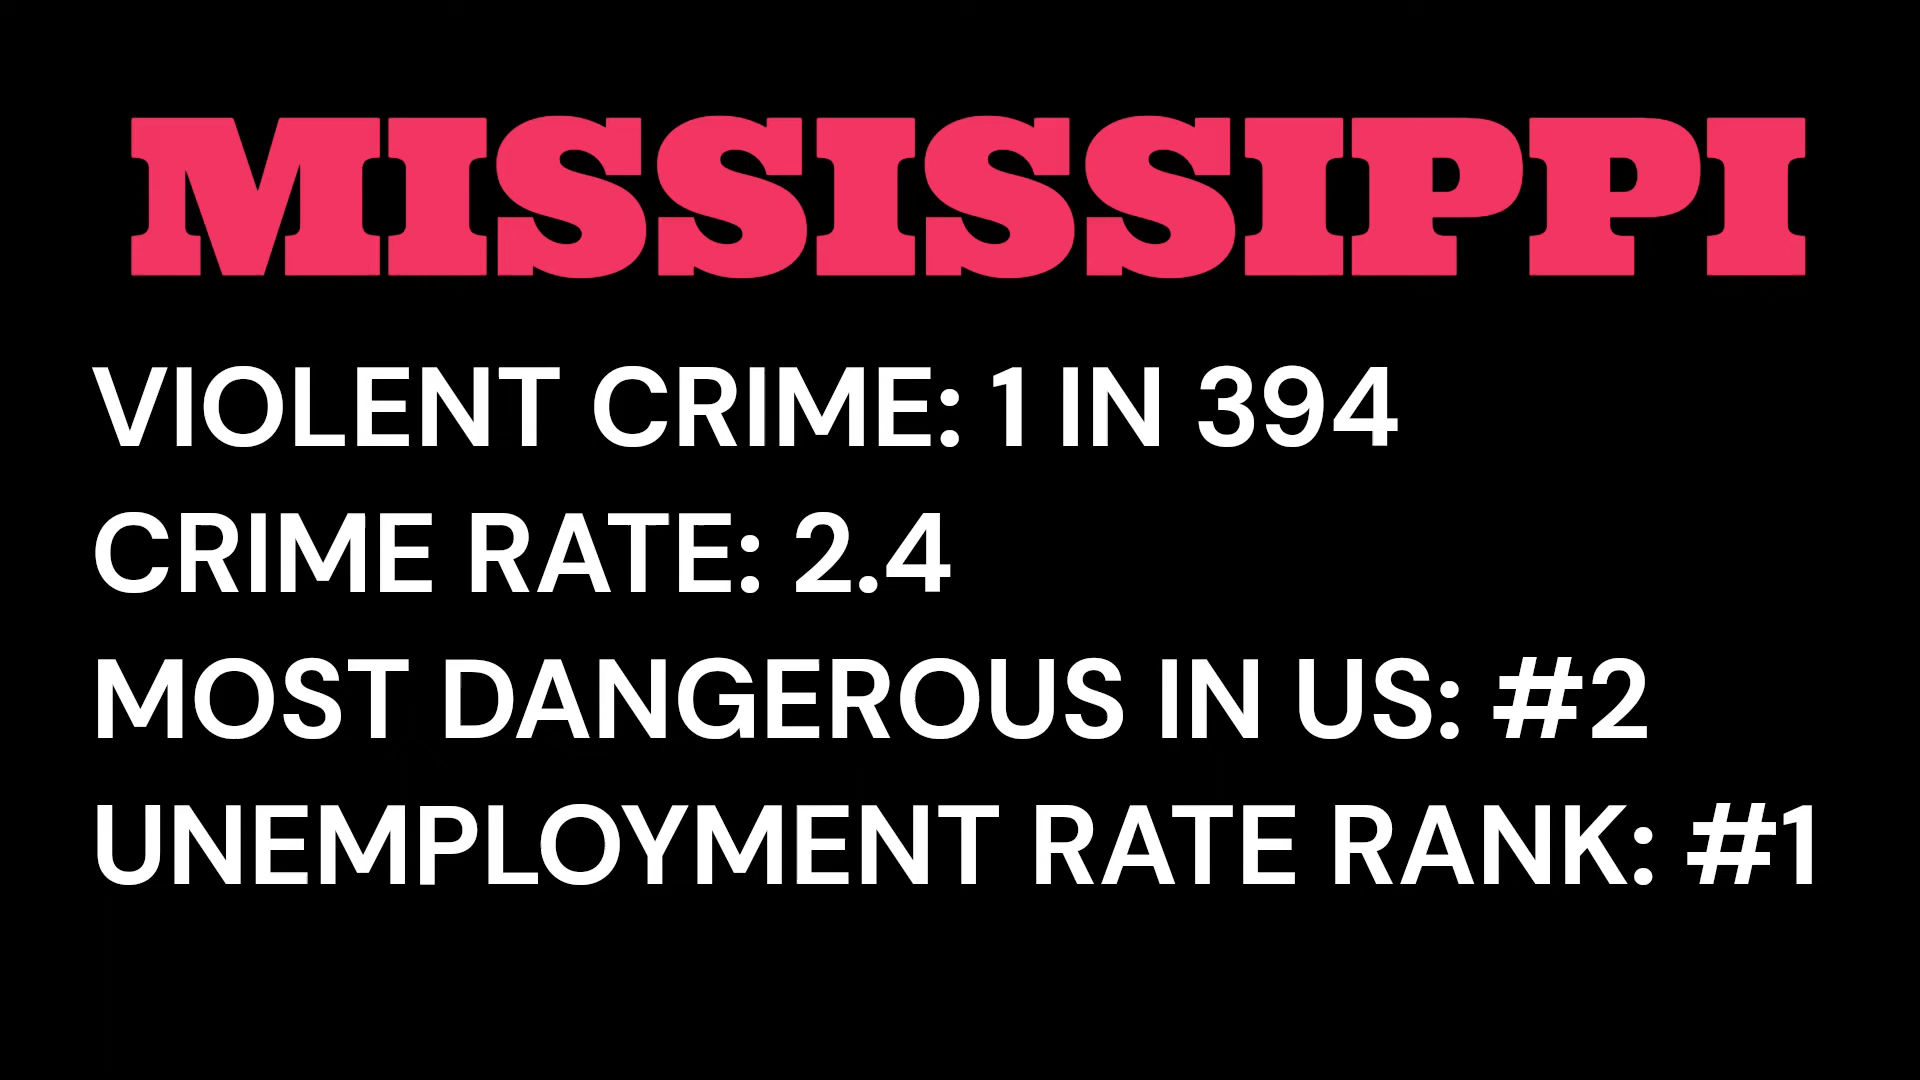 MISSISSIPPI
VIOLENT CRIME: 1 IN 394
CRIME RATE: 2.4
MOST DANGEROUS IN US: #2
UNEMPLOYMENT RATE RANK: #1